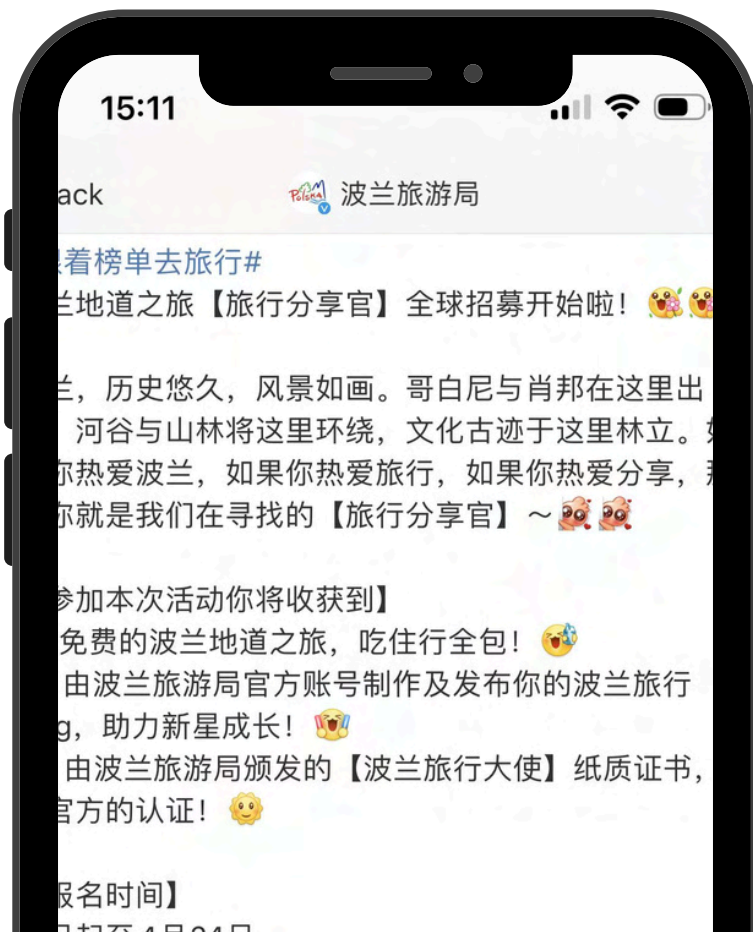 15:11
ack
Polska
波兰旅游局
着榜单去旅行#
兰地道之旅【旅行分享官】全球招募开始啦！
兰，历史悠久，风景如画。哥白尼与肖邦在这里出
河谷与山林将这里环绕，文化古迹于这里林立。
你热爱波兰，如果你热爱旅行，如果你热爱分享，
你就是我们在寻找的【旅行分享官】～
参加本次活动你将收获到】
免费的波兰地道之旅，吃住行全包！
由波兰旅游局官方账号制作及发布你的波兰旅行
g，助力新星成长！
由波兰旅游局颁发的【波兰旅行大使】纸质证书，
官方的认证！
报名时间】
日起至4月24日